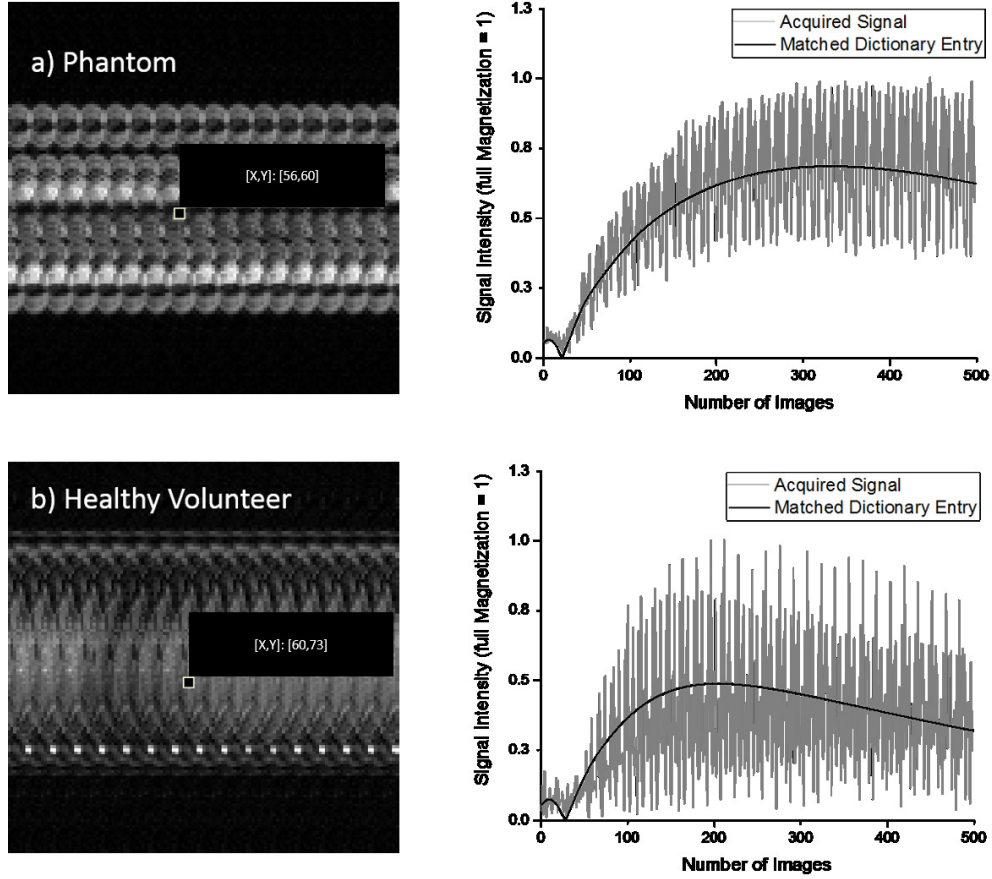 a) Phantom
[X,Y]: [56,60]
Signal Intensity (full Magnetization = 1)
1.3
1.0
0.8
0.5
0.3
0.0
Acquired Signal
Matched Dictionary Entry
0
100
200
300
400
500
Number of Images
b) Healthy Volunteer
[X,Y]: [60,73]
Signal Intensity (full Magnetization = 1)
1.3
1.0
0.8
0.5
0.3
0.0
Acquired Signal
Matched Dictionary Entry
0
100
200
300
400
500
Number of Images